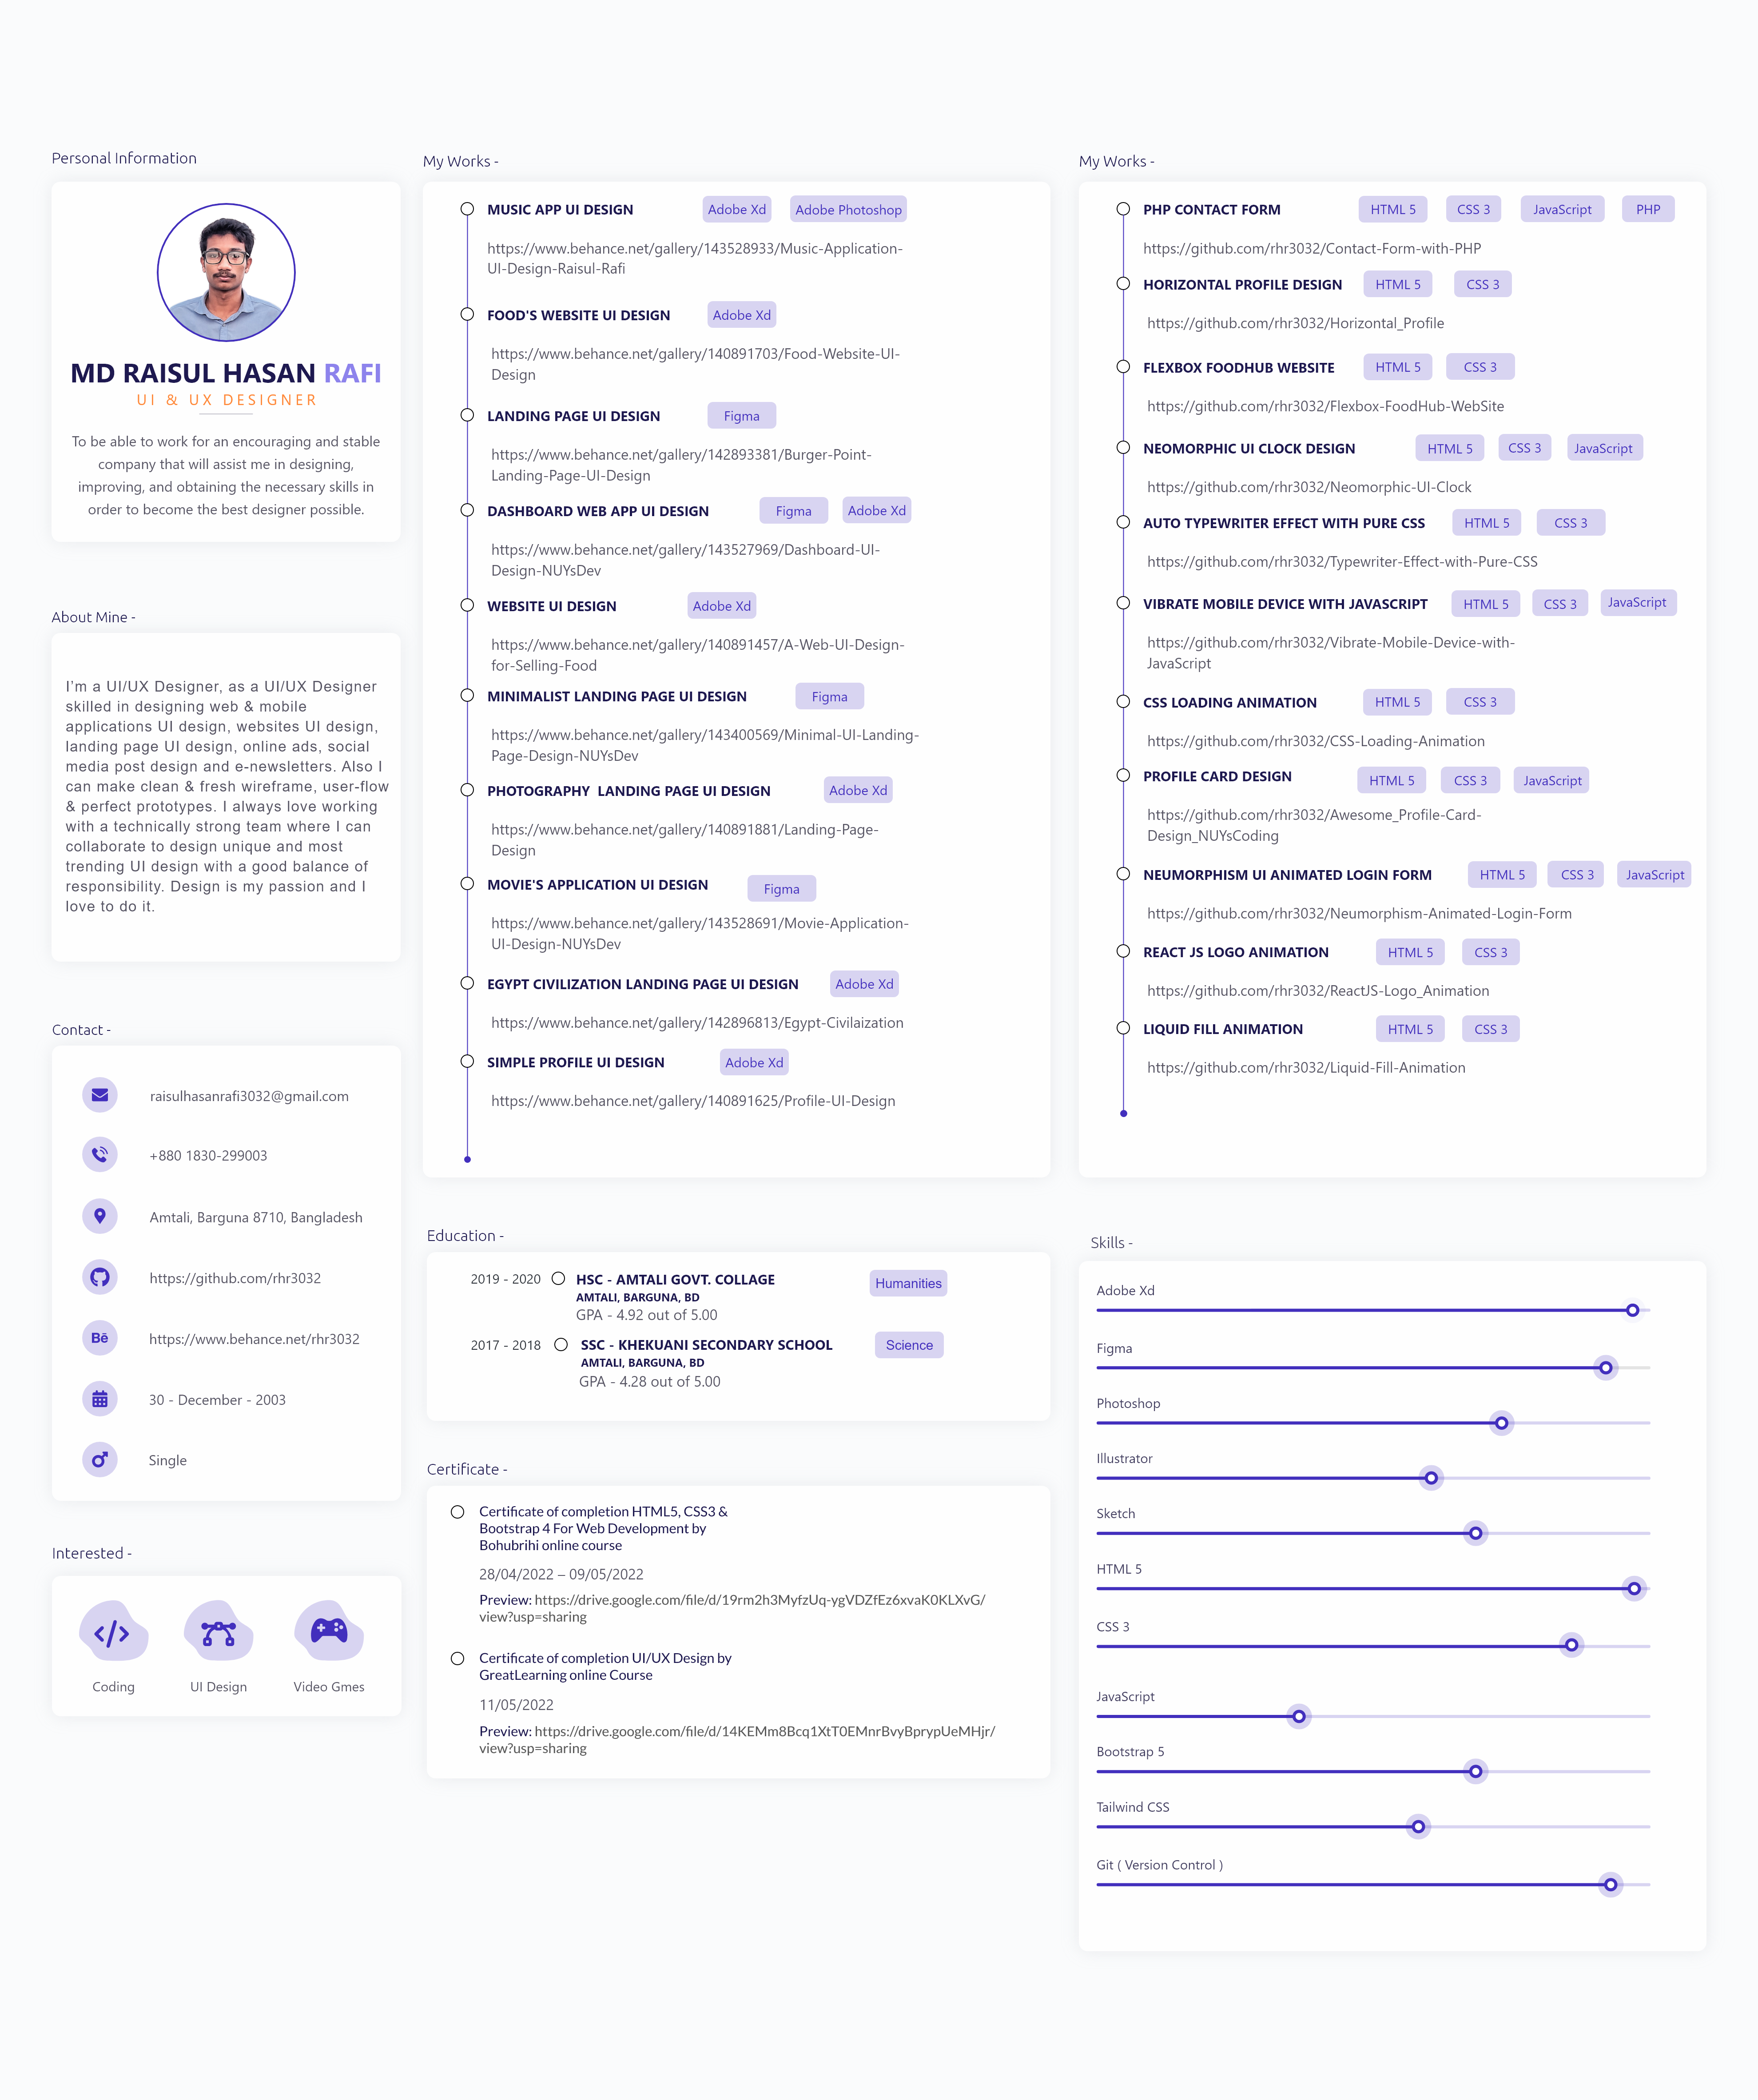 Personal Information
MD RAISUL HASAN RAFI
UI & UX DESIGNER
To be able to work for an encouraging and stable
company that will assist me in designing,
improving, and obtaining the necessary skills in
order to become the best designer possible.
About Mine -
I'm a UI/UX Designer, as a UI/UX Designer
skilled in designing web & mobile
applications UI design, websites UI design,
landing page UI design, online ads, social
media post design and e-newsletters. Also I
can make clean & fresh wireframe, user-flow
& perfect prototypes. I always love working
with a technically strong team where I can
collaborate to design unique and most
trending UI design with a good balance of
responsibility. Design is my passion and I
love to do it.
Contact -
raisulhasanrafi3032@gmail.com
+880 1830-299003
Amtali, Barguna 8710, Bangladesh
https://github.com/rhr3032
Bē https://www.behance.net/rhr3032
30 - December - 2003
Single
Interested -
Coding UI Design Video Gmes
My Works -
MUSIC APP UI DESIGN Adobe Xd Adobe Photoshop
https://www.behance.net/gallery/143528933/Music-Application-
UI-Design-Raisul-Rafi
FOOD'S WEBSITE UI DESIGN Adobe Xd
https://www.behance.net/gallery/140891703/Food-Website-UI-
Design
LANDING PAGE UI DESIGN Figma
https://www.behance.net/gallery/142893381/Burger-Point-
Landing-Page-UI-Design
DASHBOARD WEB APP UI DESIGN Figma Adobe Xd
https://www.behance.net/gallery/143527969/Dashboard-UI-
Design-NUYsDev
WEBSITE UI DESIGN Adobe Xd
https://www.behance.net/gallery/140891457/A-Web-UI-Design-
for-Selling-Food
MINIMALIST LANDING PAGE UI DESIGN Figma
https://www.behance.net/gallery/143400569/Minimal-UI-Landing-
Page-Design-NUYsDev
PHOTOGRAPHY LANDING PAGE UI DESIGN Adobe Xd
https://www.behance.net/gallery/140891881/Landing-Page-
Design
MOVIE'S APPLICATION UI DESIGN Figma
https://www.behance.net/gallery/143528691/Movie-Application-
UI-Design-NUYsDev
EGYPT CIVILIZATION LANDING PAGE UI DESIGN Adobe Xd
https://www.behance.net/gallery/142896813/Egypt-Civilaization
SIMPLE PROFILE UI DESIGN Adobe Xd
https://www.behance.net/gallery/140891625/Profile-UI-Design
Education -
2019 - 2020 HSC - AMTALI GOVT. COLLAGE Humanities
AMTALI, BARGUNA, BD
GPA - 4.92 out of 5.00
2017 - 2018 SSC - KHEKUANI SECONDARY SCHOOL Science
AMTALI, BARGUNA, BD
GPA - 4.28 out of 5.00
Certificate -
Certificate of completion HTML5, CSS3 &
Bootstrap 4 For Web Development by
Bohubrihi online course
28/04/2022 – 09/05/2022
Preview: https://drive.google.com/file/d/19rm2h3MyfzUq-ygVDZfEz6xvaK0KLXvG/
view?usp=sharing
Certificate of completion UI/UX Design by
GreatLearning online Course
11/05/2022
Preview: https://drive.google.com/file/d/14KEMm8Bcq1XtT0EMnrBvyBprypUeMHjr/
view?usp=sharing
My Works -
PHP CONTACT FORM HTML 5 CSS 3 JavaScript PHP
https://github.com/rhr3032/Contact-Form-with-PHP
HORIZONTAL PROFILE DESIGN HTML 5 CSS 3
https://github.com/rhr3032/Horizontal_Profile
FLEXBOX FOODHUB WEBSITE HTML 5 CSS 3
https://github.com/rhr3032/Flexbox-FoodHub-WebSite
NEOMORPHIC UI CLOCK DESIGN HTML 5 CSS 3 JavaScript
https://github.com/rhr3032/Neomorphic-UI-Clock
AUTO TYPEWRITER EFFECT WITH PURE CSS HTML 5 CSS 3
https://github.com/rhr3032/Typewriter-Effect-with-Pure-CSS
VIBRATE MOBILE DEVICE WITH JAVASCRIPT HTML 5 CSS 3 JavaScript
https://github.com/rhr3032/Vibrate-Mobile-Device-with-
JavaScript
CSS LOADING ANIMATION HTML 5 CSS 3
https://github.com/rhr3032/CSS-Loading-Animation
PROFILE CARD DESIGN HTML 5 CSS 3 JavaScript
https://github.com/rhr3032/Awesome_Profile-Card-
Design_NUYsCoding
NEUMORPHISM UI ANIMATED LOGIN FORM HTML 5 CSS 3 JavaScript
https://github.com/rhr3032/Neumorphism-Animated-Login-Form
REACT JS LOGO ANIMATION HTML 5 CSS 3
https://github.com/rhr3032/ReactJS-Logo_Animation
LIQUID FILL ANIMATION HTML 5 CSS 3
https://github.com/rhr3032/Liquid-Fill-Animation
Skills -
Adobe Xd
Figma
Photoshop
Illustrator
Sketch
HTML 5
CSS 3
JavaScript
Bootstrap 5
Tailwind CSS
Git ( Version Control )